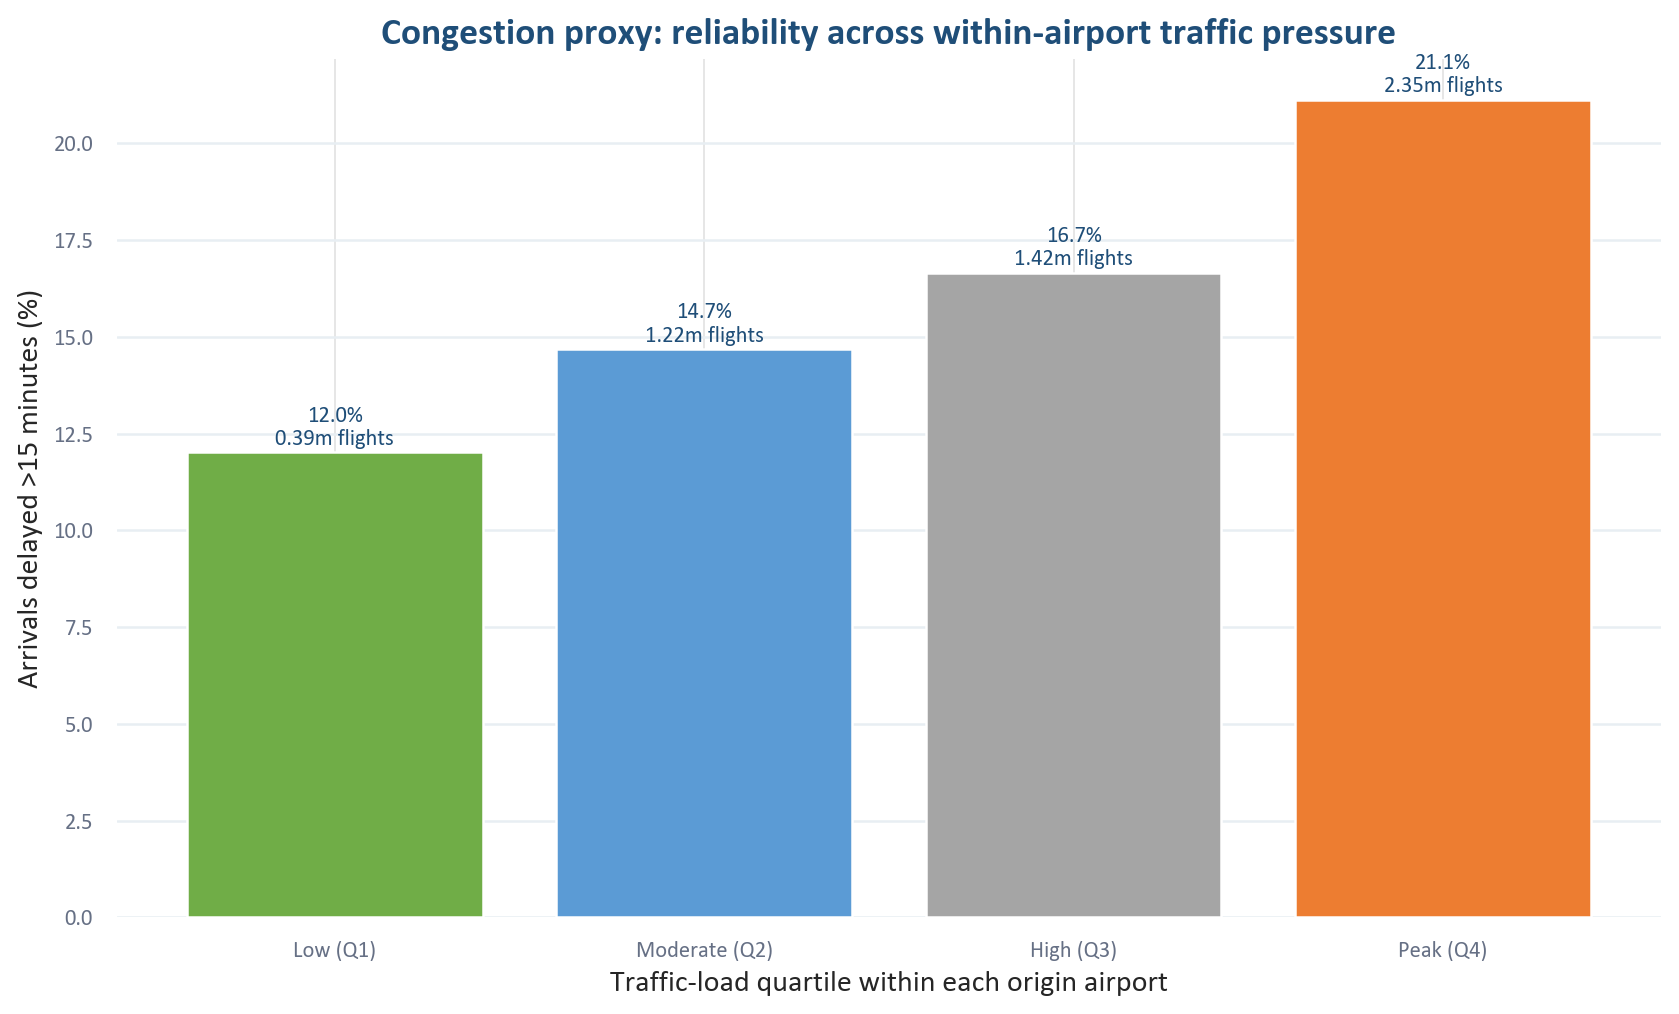 Congestion proxy: reliability across within-airport traffic pressure
21.1%
2.35m flights
16.7%
1.42m flights
14.7%
1.22m flights
12.0%
0.39m flights
Arrivals delayed >15 minutes (%)
20.0
17.5
15.0
12.5
10.0
7.5
5.0
2.5
0.0
Low (Q1)
Moderate (Q2)
High (Q3)
Peak (Q4)
Traffic-load quartile within each origin airport